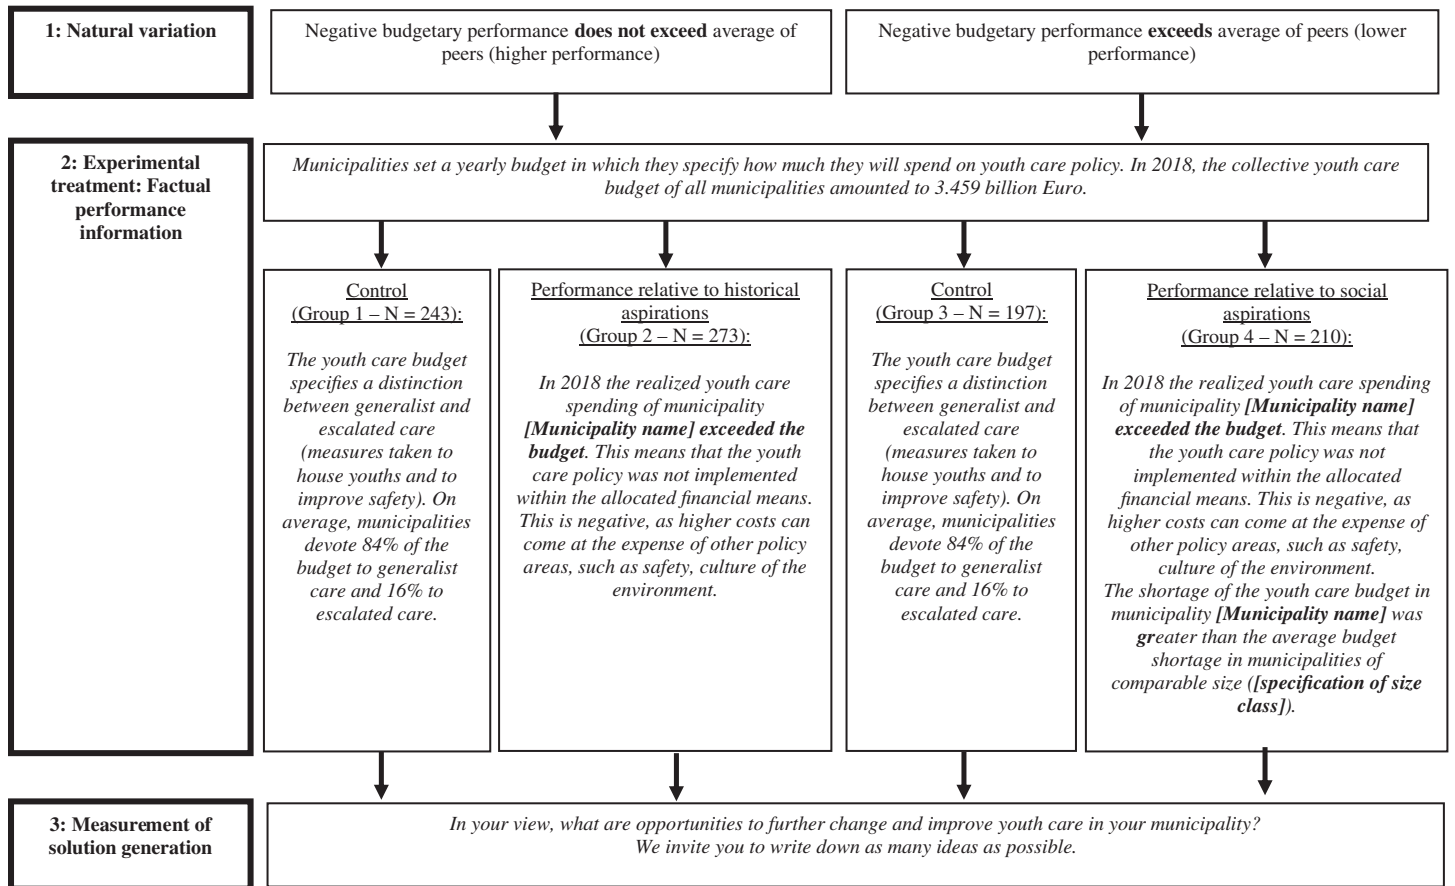 1: Natural variation
Negative budgetary performance does not exceed average of
peers (higher performance)
Negative budgetary performance exceeds average of peers (lower
performance)
2: Experimental
treatment: Factual
performance
information
Municipalities set a yearly budget in which they specify how much they will spend on youth care policy. In 2018, the collective youth care
budget of all municipalities amounted to 3.459 billion Euro.
Control
(Group 1 – N = 243):
The youth care budget
specifies a distinction
between generalist and
escalated care
(measures taken to
house youths and to
improve safety). On
average, municipalities
devote 84% of the
budget to generalist
care and 16% to
escalated care.
Performance relative to historical
aspirations
(Group 2 – N = 273):
In 2018 the realized youth care
spending of municipality
[Municipality name] exceeded the
budget. This means that the youth
care policy was not implemented
within the allocated financial means.
This is negative, as higher costs can
come at the expense of other policy
areas, such as safety, culture of the
environment.
Control
(Group 3 – N = 197):
The youth care budget
specifies a distinction
between generalist and
escalated care
(measures taken to
house youths and to
improve safety). On
average, municipalities
devote 84% of the
budget to generalist
care and 16% to
escalated care.
Performance relative to social
aspirations
(Group 4 – N = 210):
In 2018 the realized youth care spending
of municipality [Municipality name]
exceeded the budget. This means that
the youth care policy was not
implemented within the allocated
financial means. This is negative, as
higher costs can come at the expense of
other policy areas, such as safety,
culture of the environment.
The shortage of the youth care budget in
municipality [Municipality name] was
greater than the average budget
shortage in municipalities of
comparable size ([specification of size
class]).
3: Measurement of
solution generation
In your view, what are opportunities to further change and improve youth care in your municipality?
We invite you to write down as many ideas as possible.